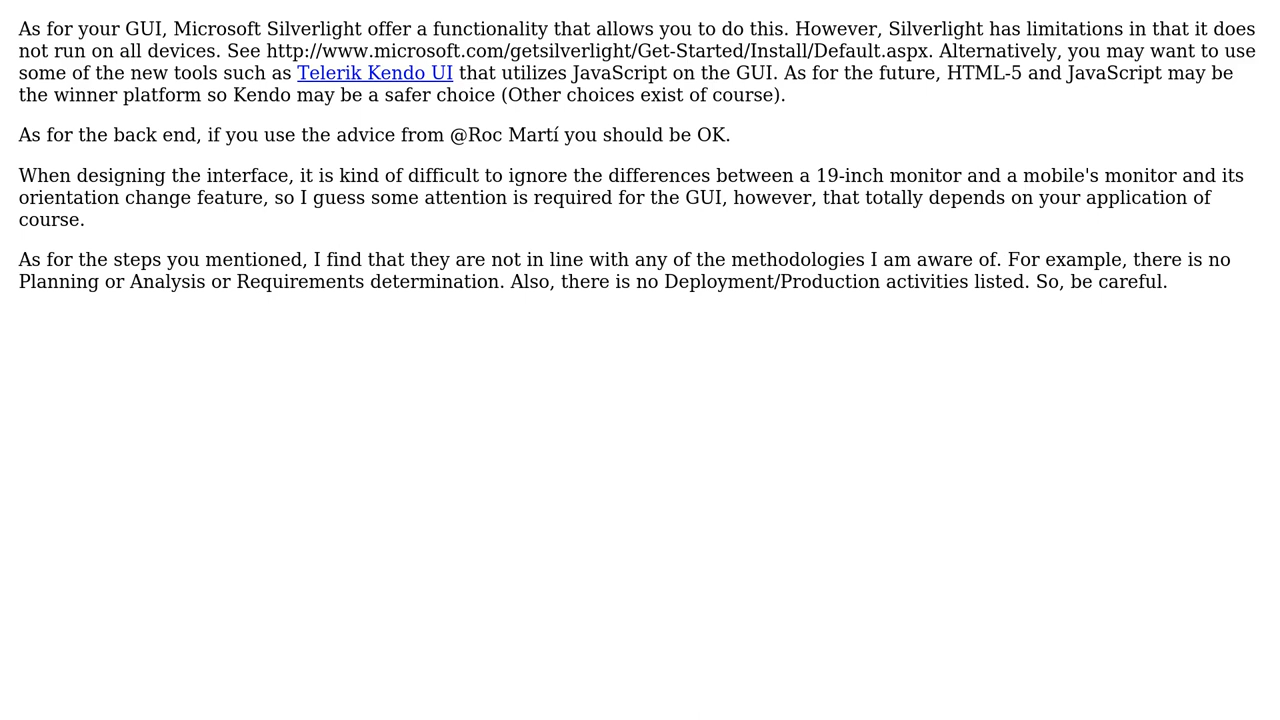 As for your GUI, Microsoft Silverlight offer a functionality that allows you to do this. However, Silverlight has limitations in that it does
not run on all devices. See http://www.microsoft.com/getsilverlight/Get-Started/Install/Default.aspx. Alternatively, you may want to use
some of the new tools such as Telerik Kendo UI that utilizes JavaScript on the GUI. As for the future, HTML-5 and JavaScript may be
the winner platform so Kendo may be a safer choice (Other choices exist of course).
As for the back end, if you use the advice from @Roc Martí you should be OK.
When designing the interface, it is kind of difficult to ignore the differences between a 19-inch monitor and a mobile's monitor and its
orientation change feature, so I guess some attention is required for the GUI, however, that totally depends on your application of
course.
As for the steps you mentioned, I find that they are not in line with any of the methodologies I am aware of. For example, there is no
Planning or Analysis or Requirements determination. Also, there is no Deployment/Production activities listed. So, be careful.